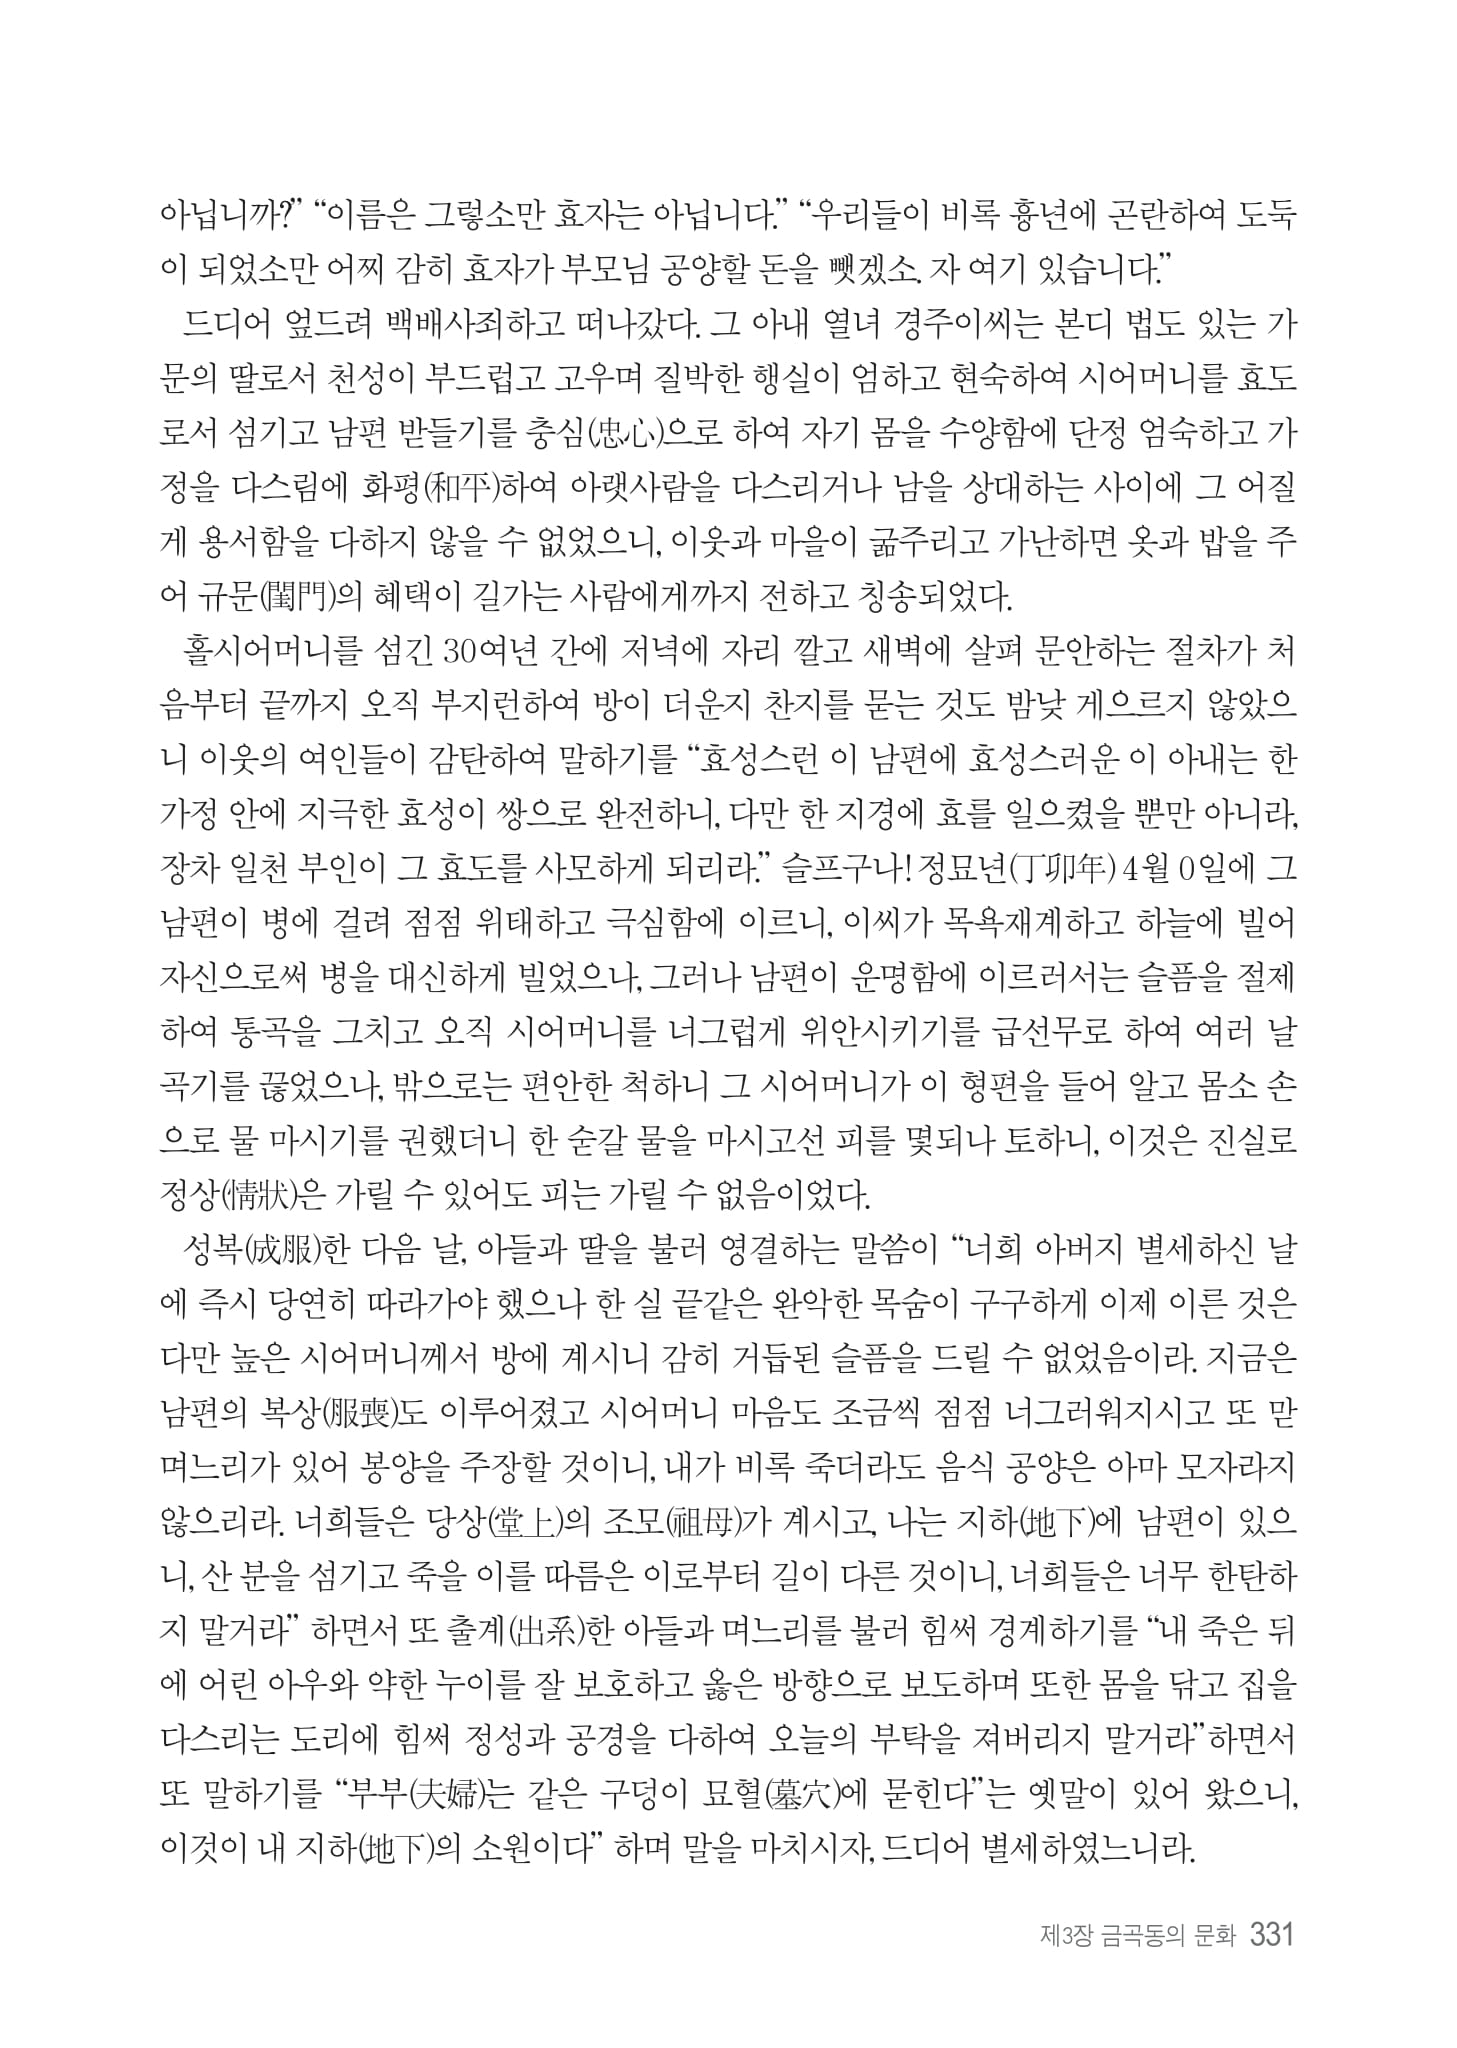 아닙니까?” “이름은 그렇소만 효자는 아닙니다.” “우리들이 비록 흉년에 곤란하여 도둑
이 되었소만 어찌 감히 효자가 부모님 공양할 돈을 뺏겠소. 자 여기 있습니다.”
드디어 엎드려 백배사죄하고 떠나갔다. 그 아내 열녀 경주이씨는 본디 법도 있는 가
문의 딸로서 천성이 부드럽고 고우며 질박한 행실이 엄하고 현숙하여 시어머니를 효도
로서 섬기고 남편 받들기를 충심(忠心)으로 하여 자기 몸을 수양함에 단정 엄숙하고 가
정을 다스림에 화평(和平)하여 아랫사람을 다스리거나 남을 상대하는 사이에 그 어질
게 용서함을 다하지 않을 수 없었으니, 이웃과 마을이 굶주리고 가난하면 옷과 밥을 주
어 규문(閨門)의 혜택이 길가는 사람에게까지 전하고 칭송되었다.
홀시어머니를 섬긴 30여년 간에 저녁에 자리 깔고 새벽에 살펴 문안하는 절차가 처
음부터 끝까지 오직 부지런하여 방이 더운지 찬지를 묻는 것도 밤낮 게으르지 않았으
니 이웃의 여인들이 감탄하여 말하기를 “효성스런 이 남편에 효성스러운 이 아내는 한
가정 안에 지극한 효성이 쌍으로 완전하니, 다만 한 지경에 효를 일으켰을 뿐만 아니라,
장차 일천 부인이 그 효도를 사모하게 되리라.” 슬프구나! 정묘년(丁卯年) 4월 0일에 그
남편이 병에 걸려 점점 위태하고 극심함에 이르니, 이씨가 목욕재계하고 하늘에 빌어
자신으로써 병을 대신하게 빌었으나, 그러나 남편이 운명함에 이르러서는 슬픔을 절제
하여 통곡을 그치고 오직 시어머니를 너그럽게 위안시키기를 급선무로 하여 여러 날
곡기를 끊었으나, 밖으로는 편안한 척하니 그 시어머니가 이 형편을 들어 알고 몸소 손
으로 물 마시기를 권했더니 한 숟갈 물을 마시고선 피를 몇되나 토하니, 이것은 진실로
정상(情狀)은 가릴 수 있어도 피는 가릴 수 없음이었다.
성복(成服)한 다음 날, 아들과 딸을 불러 영결하는 말씀이 “너희 아버지 별세하신 날
에 즉시 당연히 따라가야 했으나 한 실 끝같은 완악한 목숨이 구구하게 이제 이른 것은
다만 높은 시어머니께서 방에 계시니 감히 거듭된 슬픔을 드릴 수 없었음이라. 지금은
남편의 복상(服喪)도 이루어졌고 시어머니 마음도 조금씩 점점 너그러워지시고 또 맏
며느리가 있어 봉양을 주장할 것이니, 내가 비록 죽더라도 음식 공양은 아마 모자라지
않으리라. 너희들은 당상(堂上)의 조모(祖母)가 계시고, 나는 지하(地下)에 남편이 있으
니, 산 분을 섬기고 죽을 이를 따름은 이로부터 길이 다른 것이니, 너희들은 너무 한탄하
지 말거라” 하면서 또 출계(出系)한 아들과 며느리를 불러 힘써 경계하기를 “내 죽은 뒤
에 어린 아우와 약한 누이를 잘 보호하고 옳은 방향으로 보도하며 또한 몸을 닦고 집을
다스리는 도리에 힘써 정성과 공경을 다하여 오늘의 부탁을 져버리지 말거라”하면서
또 말하기를 “부부(夫婦)는 같은 구덩이 묘혈(墓穴)에 묻힌다”는 옛말이 있어 왔으니,
이것이 내 지하(地下)의 소원이다” 하며 말을 마치시자, 드디어 별세하였느니라.
제3장 금곡동의 문화 331